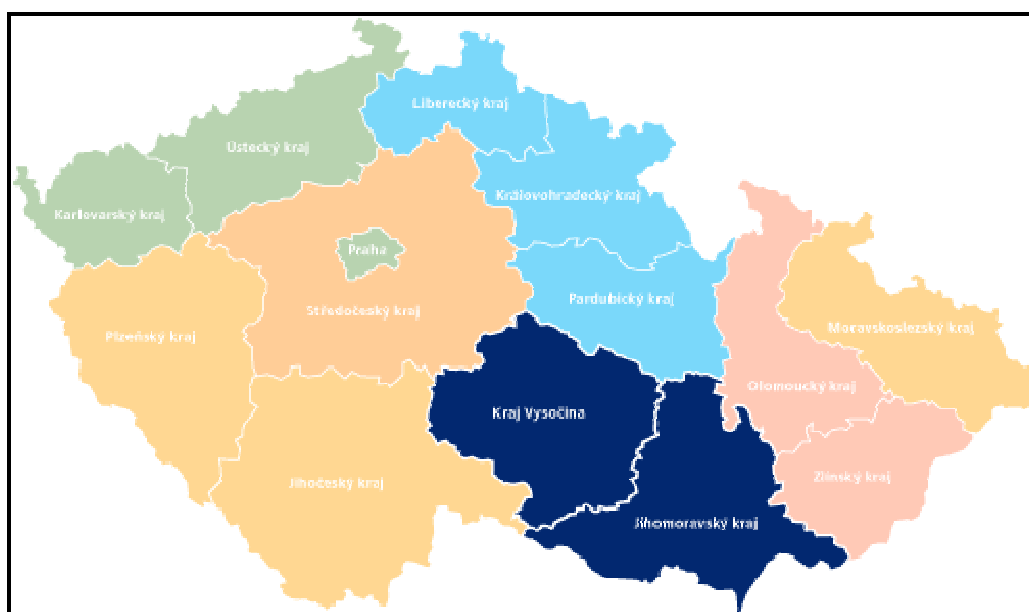 Liberecký kraj
Ústecký kraj
Královohradecký kraj
Karlovarský kraj
Praha
Pardubický kraj
Středočeský kraj
Moravskoslezský kraj
Plzeňský kraj
Olomoucký kraj
Kraj Vysočina
Zlínský kraj
Jihočeský kraj
Jihomoravský kraj